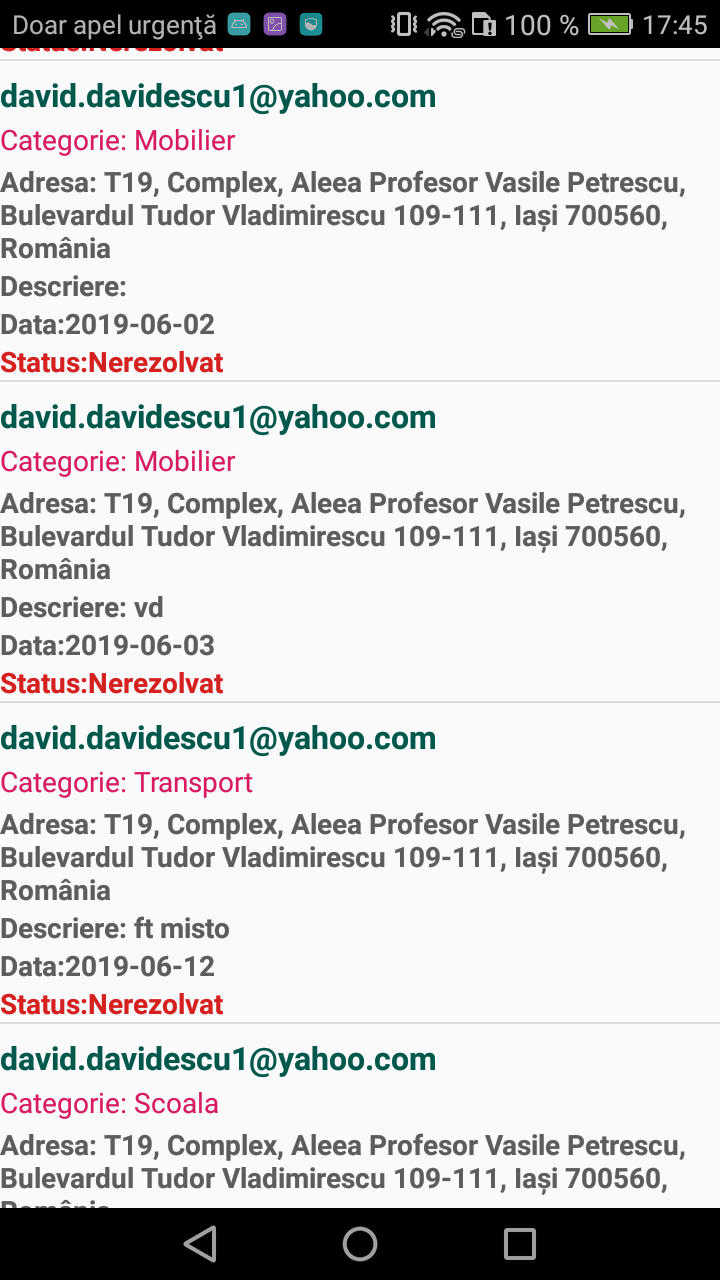 Doar apel urgenţă 100 % 17:45
Status:Nerezolvat
david.davidescu1@yahoo.com
Categorie: Mobilier
Adresa: T19, Complex, Aleea Profesor Vasile Petrescu,
Bulevardul Tudor Vladimirescu 109-111, Iași 700560,
România
Descriere:
Data:2019-06-02
Status:Nerezolvat
david.davidescu1@yahoo.com
Categorie: Mobilier
Adresa: T19, Complex, Aleea Profesor Vasile Petrescu,
Bulevardul Tudor Vladimirescu 109-111, Iași 700560,
România
Descriere: vd
Data:2019-06-03
Status:Nerezolvat
david.davidescu1@yahoo.com
Categorie: Transport
Adresa: T19, Complex, Aleea Profesor Vasile Petrescu,
Bulevardul Tudor Vladimirescu 109-111, Iași 700560,
România
Descriere: ft misto
Data:2019-06-12
Status:Nerezolvat
david.davidescu1@yahoo.com
Categorie: Scoala
Adresa: T19, Complex, Aleea Profesor Vasile Petrescu,
Bulevardul Tudor Vladimirescu 109-111, Iași 700560,
România